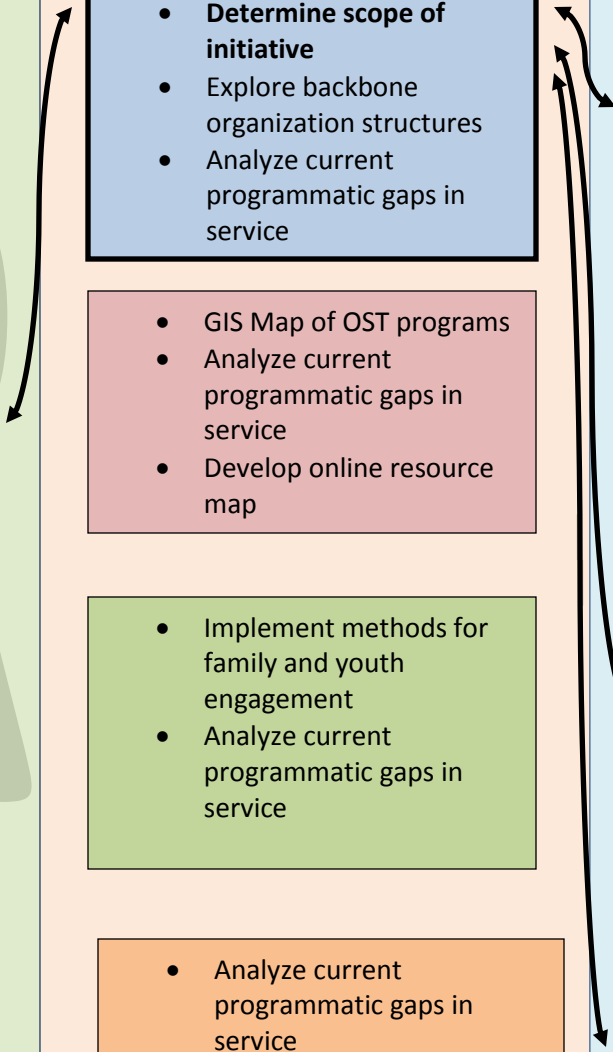 • Determine scope of
initiative
• Explore backbone
organization structures
• Analyze current
programmatic gaps in
service
• GIS Map of OST programs
• Analyze current
programmatic gaps in
service
• Develop online resource
map
• Implement methods for
family and youth
engagement
• Analyze current
programmatic gaps in
service
• Analyze current
programmatic gaps in
service